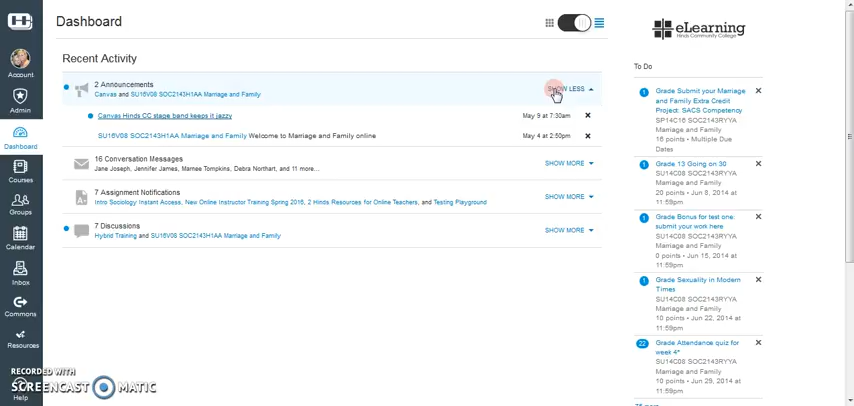 Dashboard
eLearning
Hinds Community College
Account
Admin
Dashboard
Courses
Groups
Calendar
Inbox
Commons
Resources
Help
Recent Activity
2 Announcements
Canvas and SU16V08 SOC2143H1AA Marriage and Family
SHOW LESS
Canvas Hinds CC stage band keeps it jazzy May 9 at 7:30am
SU16V08 SOC2143H1AA Marriage and Family Welcome to Marriage and Family online May 4 at 2:50pm
16 Conversation Messages
Jane Joseph, Jennifer James, Marnee Tompkins, Debra Northart, and 11 more...
SHOW MORE
7 Assignment Notifications
Intro Sociology Instant Access, New Online Instructor Training Spring 2016, 2 Hinds Resources for Online Teachers, and Testing Playground
SHOW MORE
7 Discussions
Hybrid Training and SU16V08 SOC2143H1AA Marriage and Family
SHOW MORE
To Do
1 Grade Submit your Marriage
and Family Extra Credit
Project: SACS Competency
SP14C16 SOC2143RYYA
Marriage and Family
16 points • Multiple Due
Dates
1 Grade 13 Going on 30
SU14C08 SOC2143RYYA
Marriage and Family
20 points • Jun 8, 2014 at
11:59pm
1 Grade Bonus for test one:
submit your work here
SU14C08 SOC2143RYYA
Marriage and Family
0 points • Jun 15, 2014 at
11:59pm
1 Grade Sexuality in Modern
Times
SU14C08 SOC2143RYYA
Marriage and Family
10 points • Jun 22, 2014 at
11:59pm
22 Grade Attendance quiz for
week 4*
SU14C08 SOC2143RYYA
Marriage and Family
10 points • Jun 29, 2014 at
11:59pm
RECORDED WITH
SCREENCAST MATIC